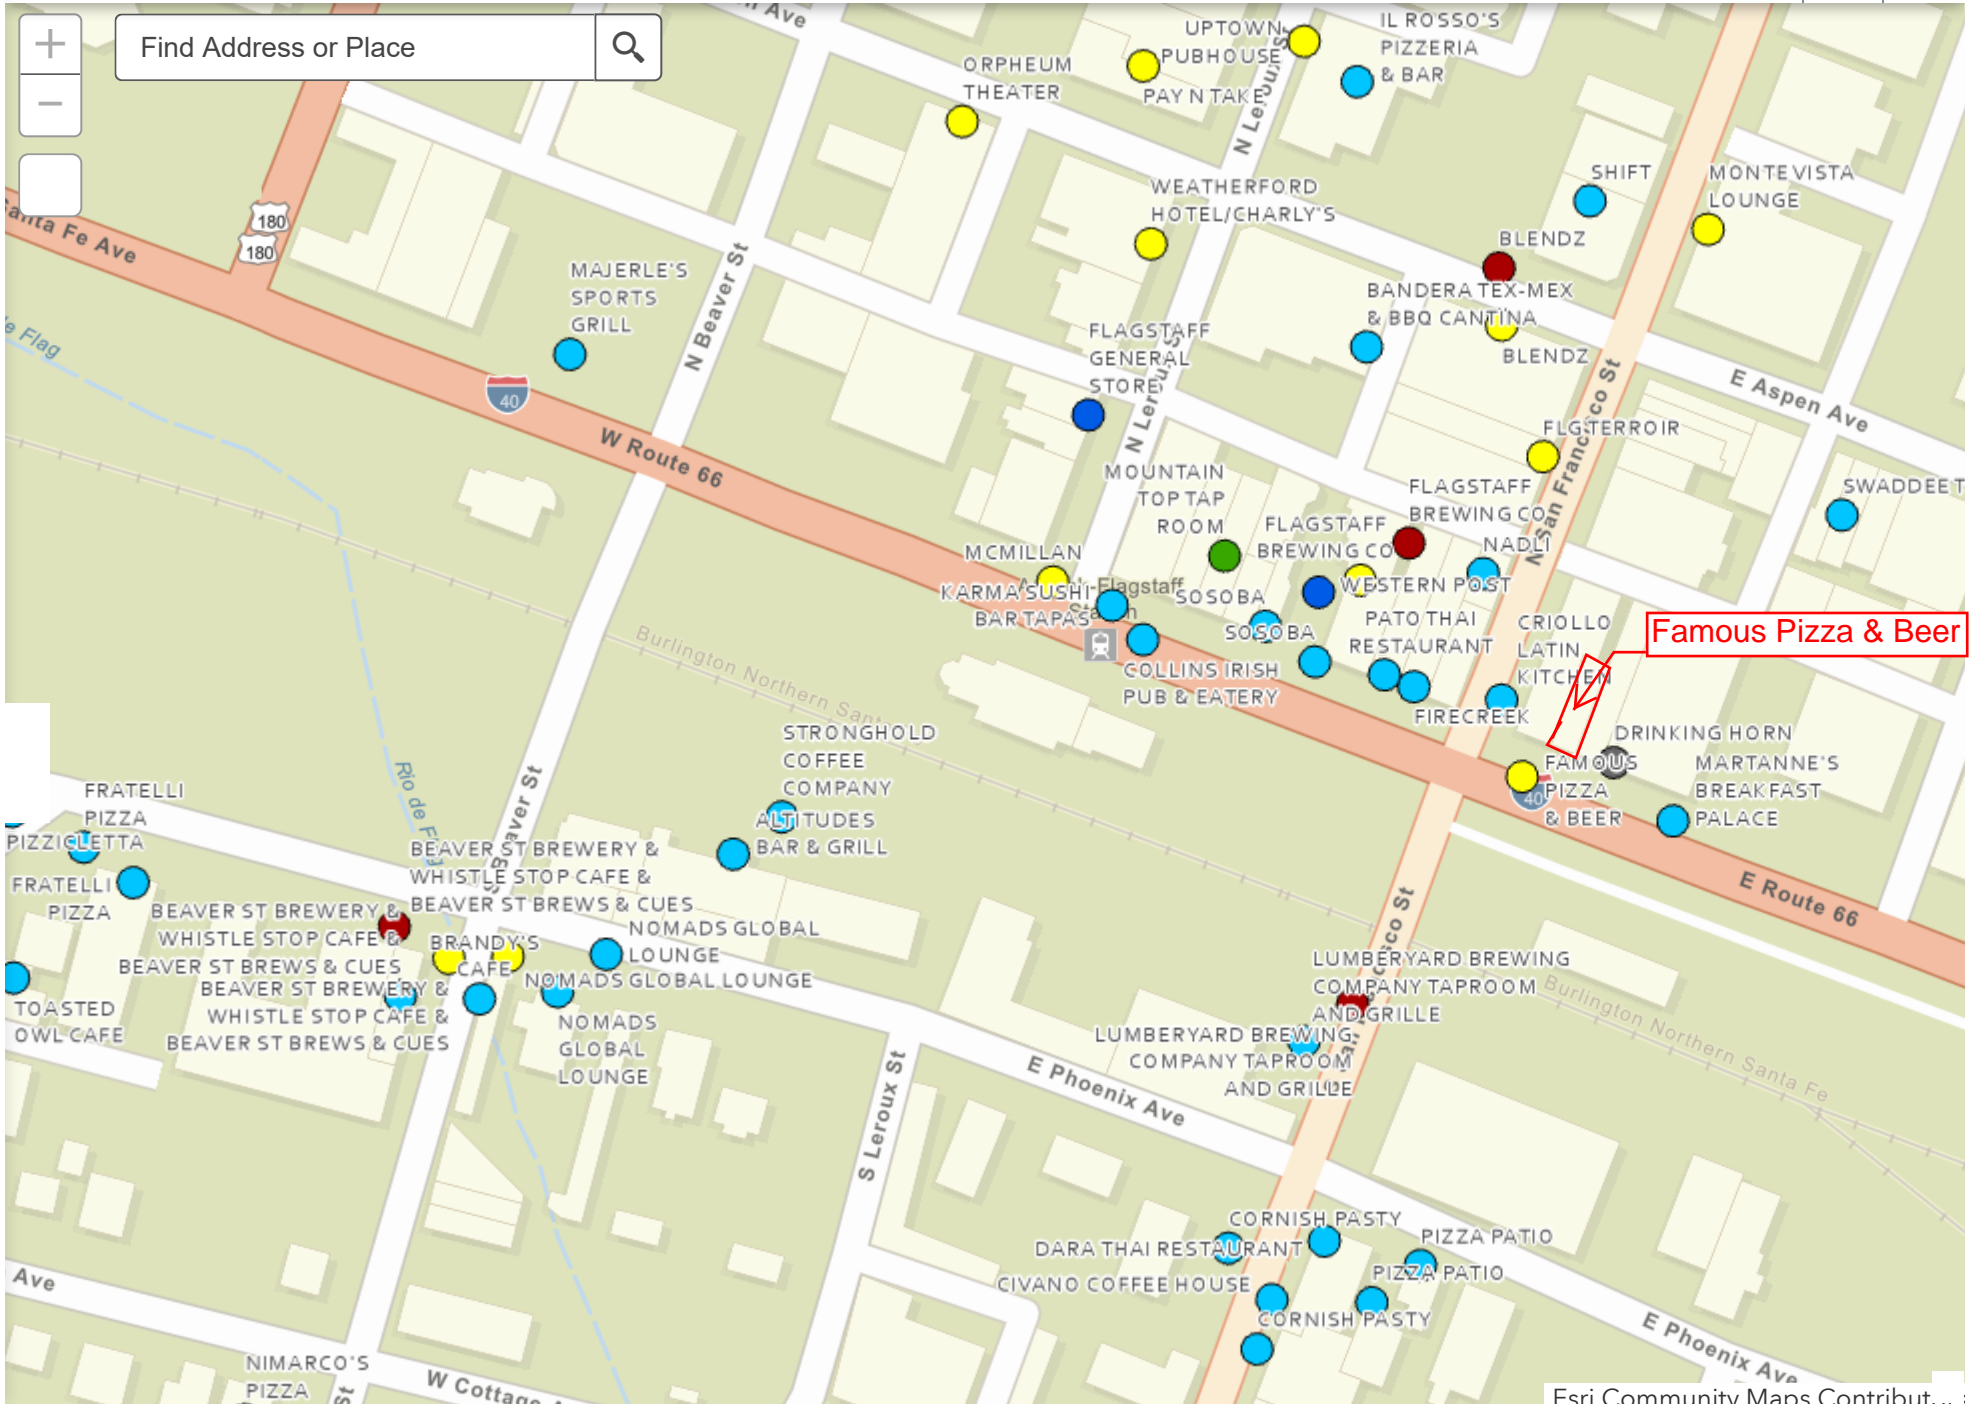 Find Address or Place
UPTOWN
PUBHOUSE
IL ROSSO'S
PIZZERIA
& BAR
ORPHEUM
THEATER
PAY N TAKE
N Leroux St
SHIFT
MONTEVISTA
LOUNGE
WEATHERFORD
HOTEL/CHARLY'S
180
180
Santa Fe Ave
BLENDZ
MAJERLE'S
SPORTS
GRILL
N Beaver St
BANDERA TEX-MEX
& BBQ CANTINA
BLENDZ
de Flag
FLAGSTAFF
GENERAL
STORE
N Leroux St
E Aspen Ave
40
W Route 66
FLG TERROIR
N San Francisco St
MOUNTAIN
TOP TAP
ROOM
FLAGSTAFF
BREWING CO
FLAGSTAFF
BREWING CO
NADLI
SWADDEE T
MCMILLAN
KARMA SUSHI
BAR TAPAS
SOSOBA
WESTERN POST
SOSOBA
PATO THAI
RESTAURANT
CRIOLLO
LATIN
KITCHEN
Famous Pizza & Beer
COLLINS IRISH
PUB & EATERY
Burlington Northern Santa
FIRECREEK
DRINKING HORN
FAMOUS
PIZZA
& BEER
40
MARTANNE'S
BREAKFAST
PALACE
STRONGHOLD
COFFEE
COMPANY
ALTITUDES
BAR & GRILL
FRATELLI
PIZZA
PIZZICLETTA
FRATELLI
PIZZA
Rio de Flag
S Beaver St
BEAVER ST BREWERY &
WHISTLE STOP CAFE &
BEAVER ST BREWS & CUES
BEAVER ST BREWERY &
WHISTLE STOP CAFE &
BEAVER ST BREWS & CUES
BEAVER ST BREWERY &
WHISTLE STOP CAFE &
BEAVER ST BREWS & CUES
BRANDY'S
CAFE
NOMADS GLOBAL
LOUNGE
NOMADS GLOBAL LOUNGE
NOMADS
GLOBAL
LOUNGE
E Route 66
TOASTED
OWL CAFE
LUMBERYARD BREWING
COMPANY TAPROOM
AND GRILLE
LUMBERYARD BREWING
COMPANY TAPROOM
AND GRILLE
Burlington Northern Santa Fe
E Phoenix Ave
S Leroux St
CORNISH PASTY
DARA THAI RESTAURANT
PIZZA PATIO
PIZZA PATIO
CIVANO COFFEE HOUSE
CORNISH PASTY
Ave
E Phoenix Ave
NIMARCO'S
PIZZA
St
W Cottage
Esri Community Maps Contribut...